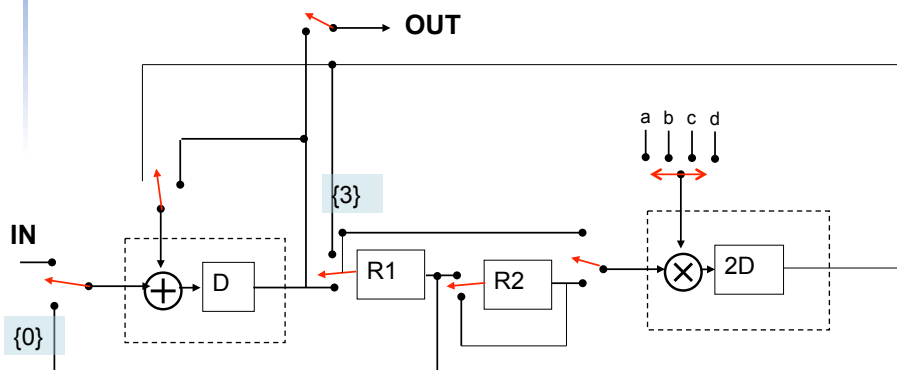 OUT
a b c d
{3}
IN
R1
R2
2D
D
{0}